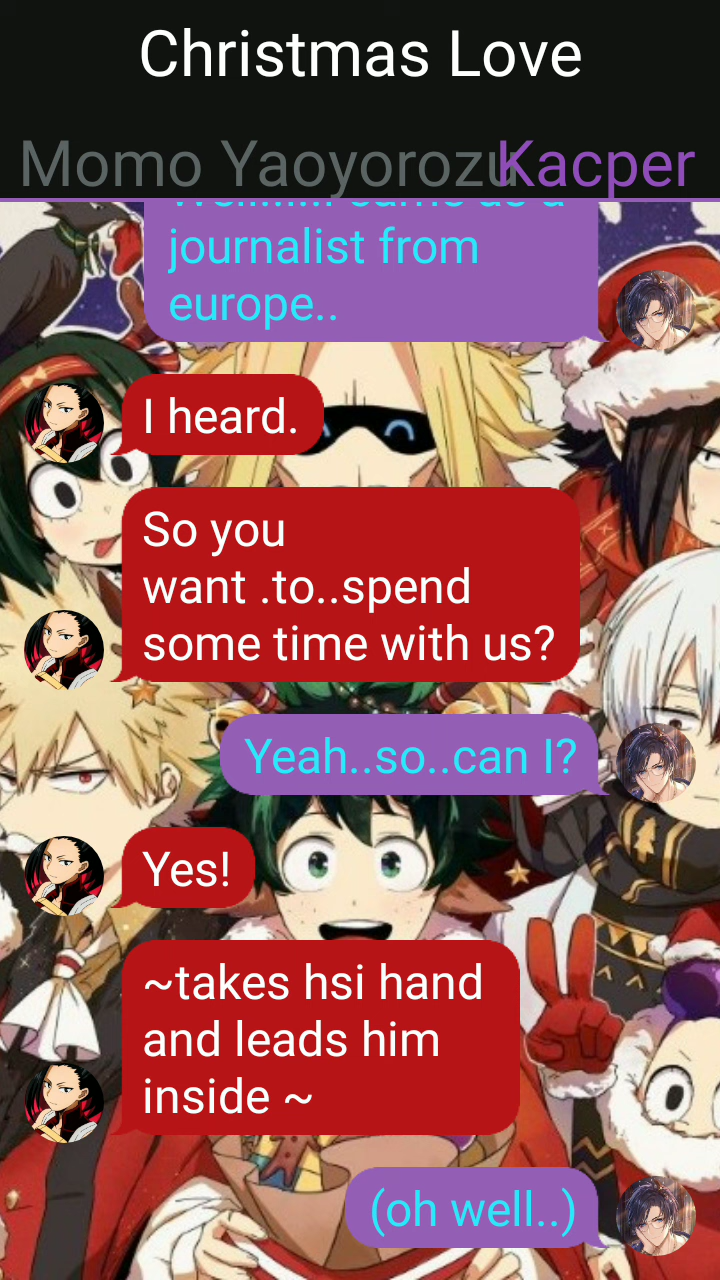 Christmas Love
Momo Yaoyorozu Kacper
journalist from
europe..
I heard.
So you
want .to..spend
some time with us?
Yeah..so..can I?
Yes!
~takes hsi hand
and leads him
inside ~
(oh well..)